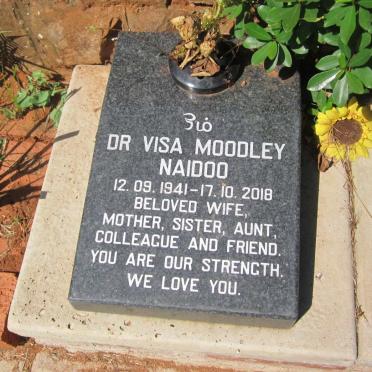 ஓம்
DR VISA MOODLEY
NAIDOO
12. 09. 1941 - 17. 10. 2018
BELOVED WIFE,
MOTHER, SISTER, AUNT,
COLLEAGUE AND FRIEND.
YOU ARE OUR STRENGTH.
WE LOVE YOU.